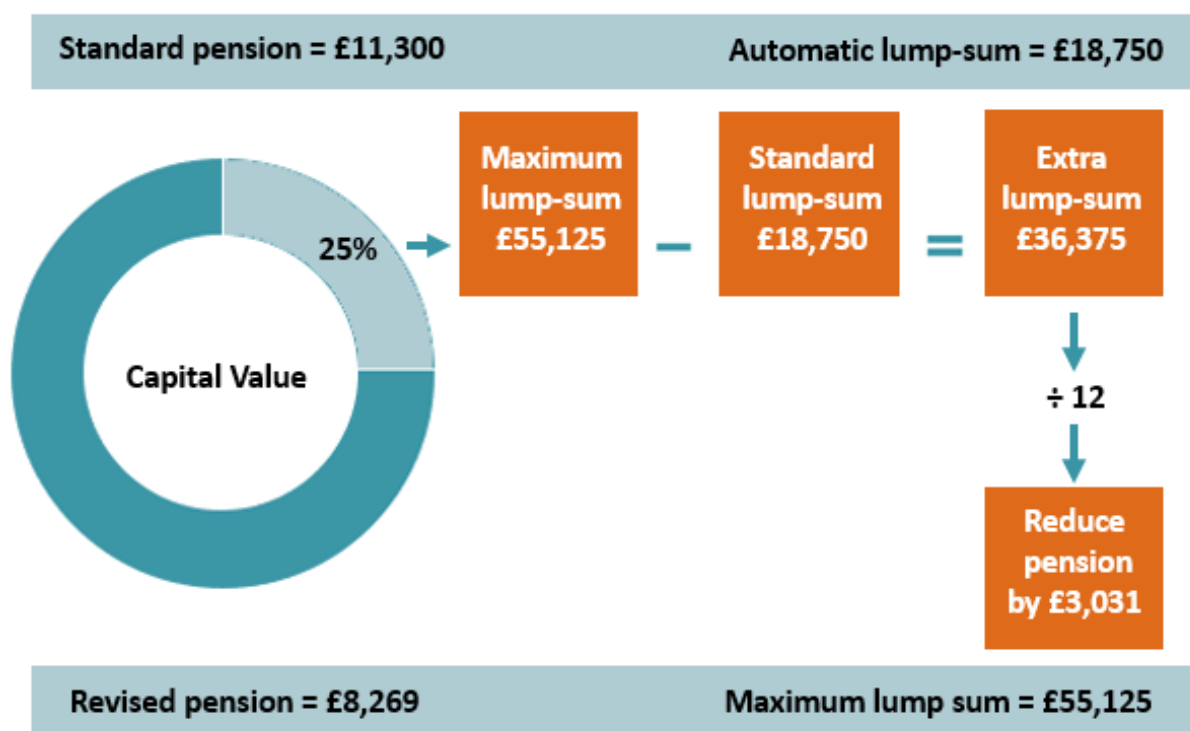 Standard pension = £11,300
Automatic lump-sum = £18,750
Maximum
lump-sum
£55,125
–
Standard
lump-sum
£18,750
=
Extra
lump-sum
£36,375
25%
Capital Value
÷ 12
Reduce
pension
by £3,031
Revised pension = £8,269
Maximum lump sum = £55,125